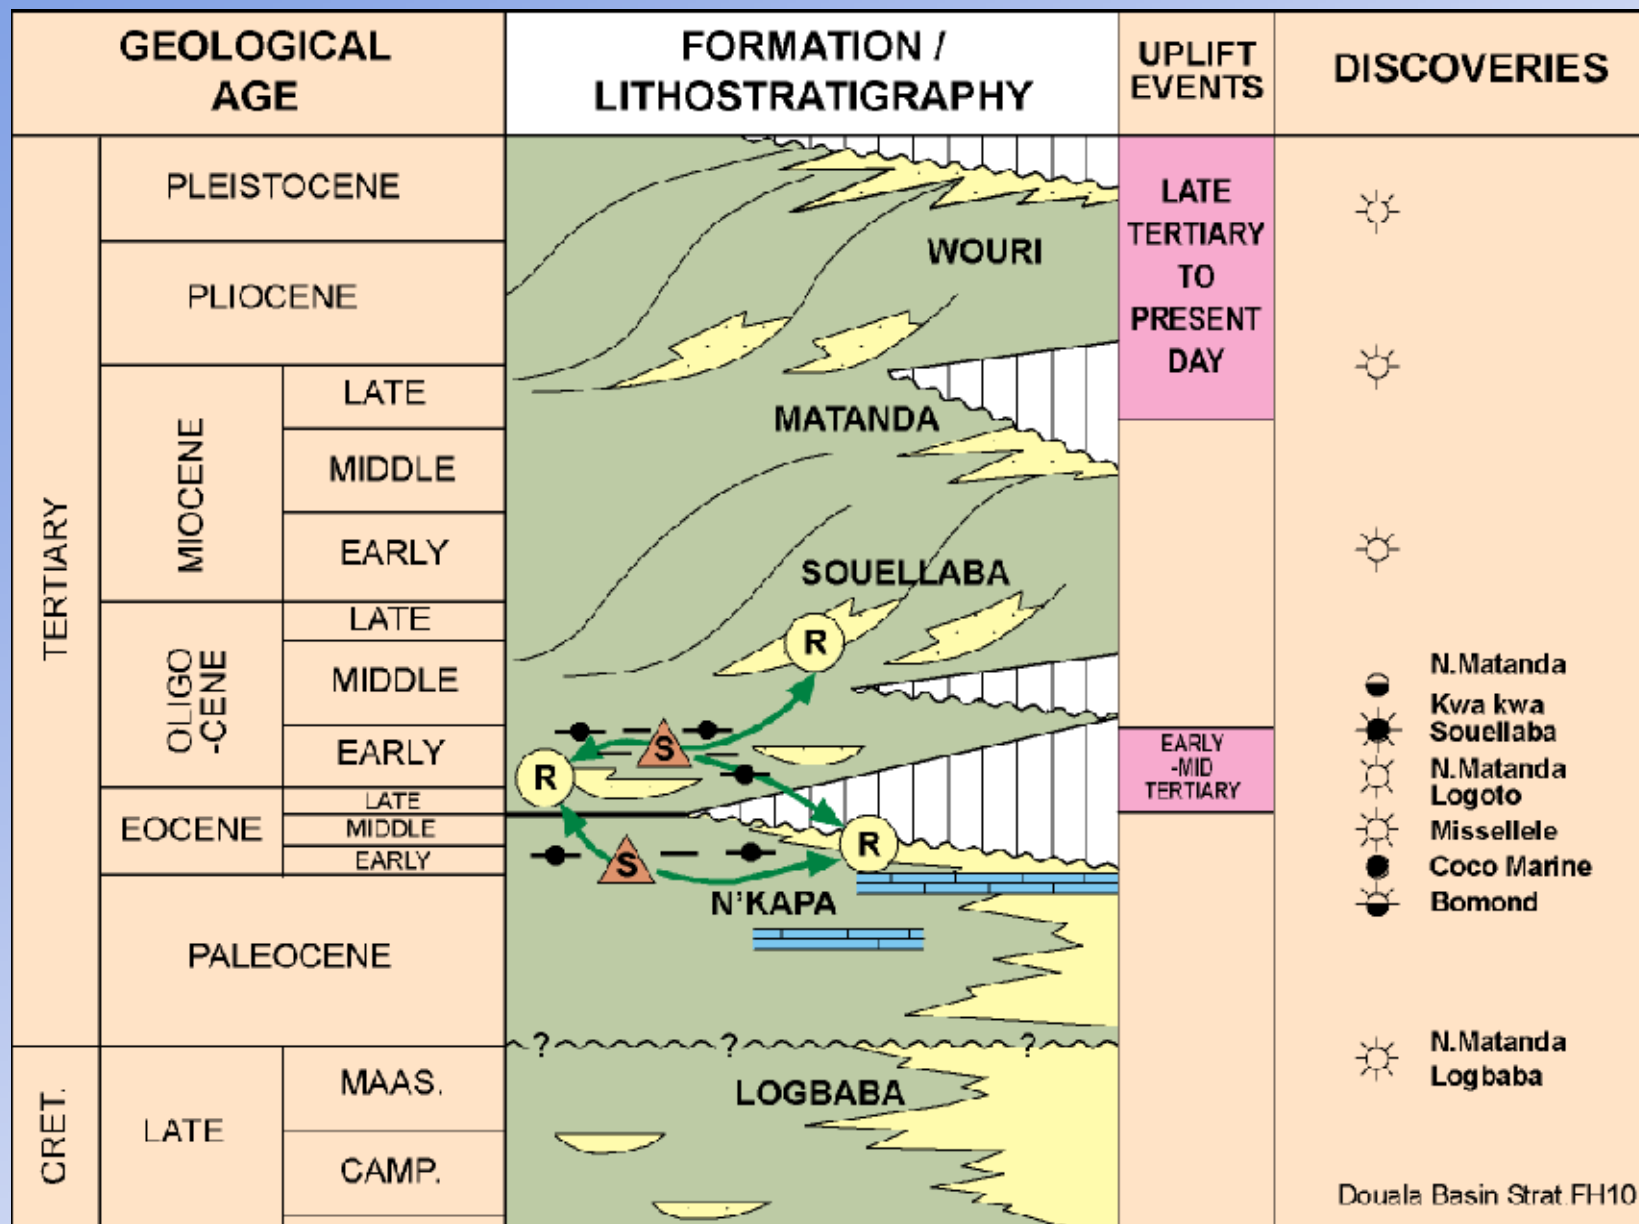 GEOLOGICAL
AGE
FORMATION /
LITHOSTRATIGRAPHY
UPLIFT
EVENTS
DISCOVERIES
TERTIARY
PLEISTOCENE
PLIOCENE
MIOCENE
LATE
MIDDLE
EARLY
OLIGO
-CENE
LATE
MIDDLE
EARLY
EOCENE
LATE
MIDDLE
EARLY
PALEOCENE
CRET.
LATE
MAAS.
CAMP.
WOURI
MATANDA
SOUELLABA
R
S
R
R
S
N'KAPA
? ? ?
LOGBABA
LATE
TERTIARY
TO
PRESENT
DAY
EARLY
-MID
TERTIARY
N.Matanda
Kwa kwa
Souellaba
N.Matanda
Logoto
Missellele
Coco Marine
Bomond
N.Matanda
Logbaba
Douala Basin Strat.FH10